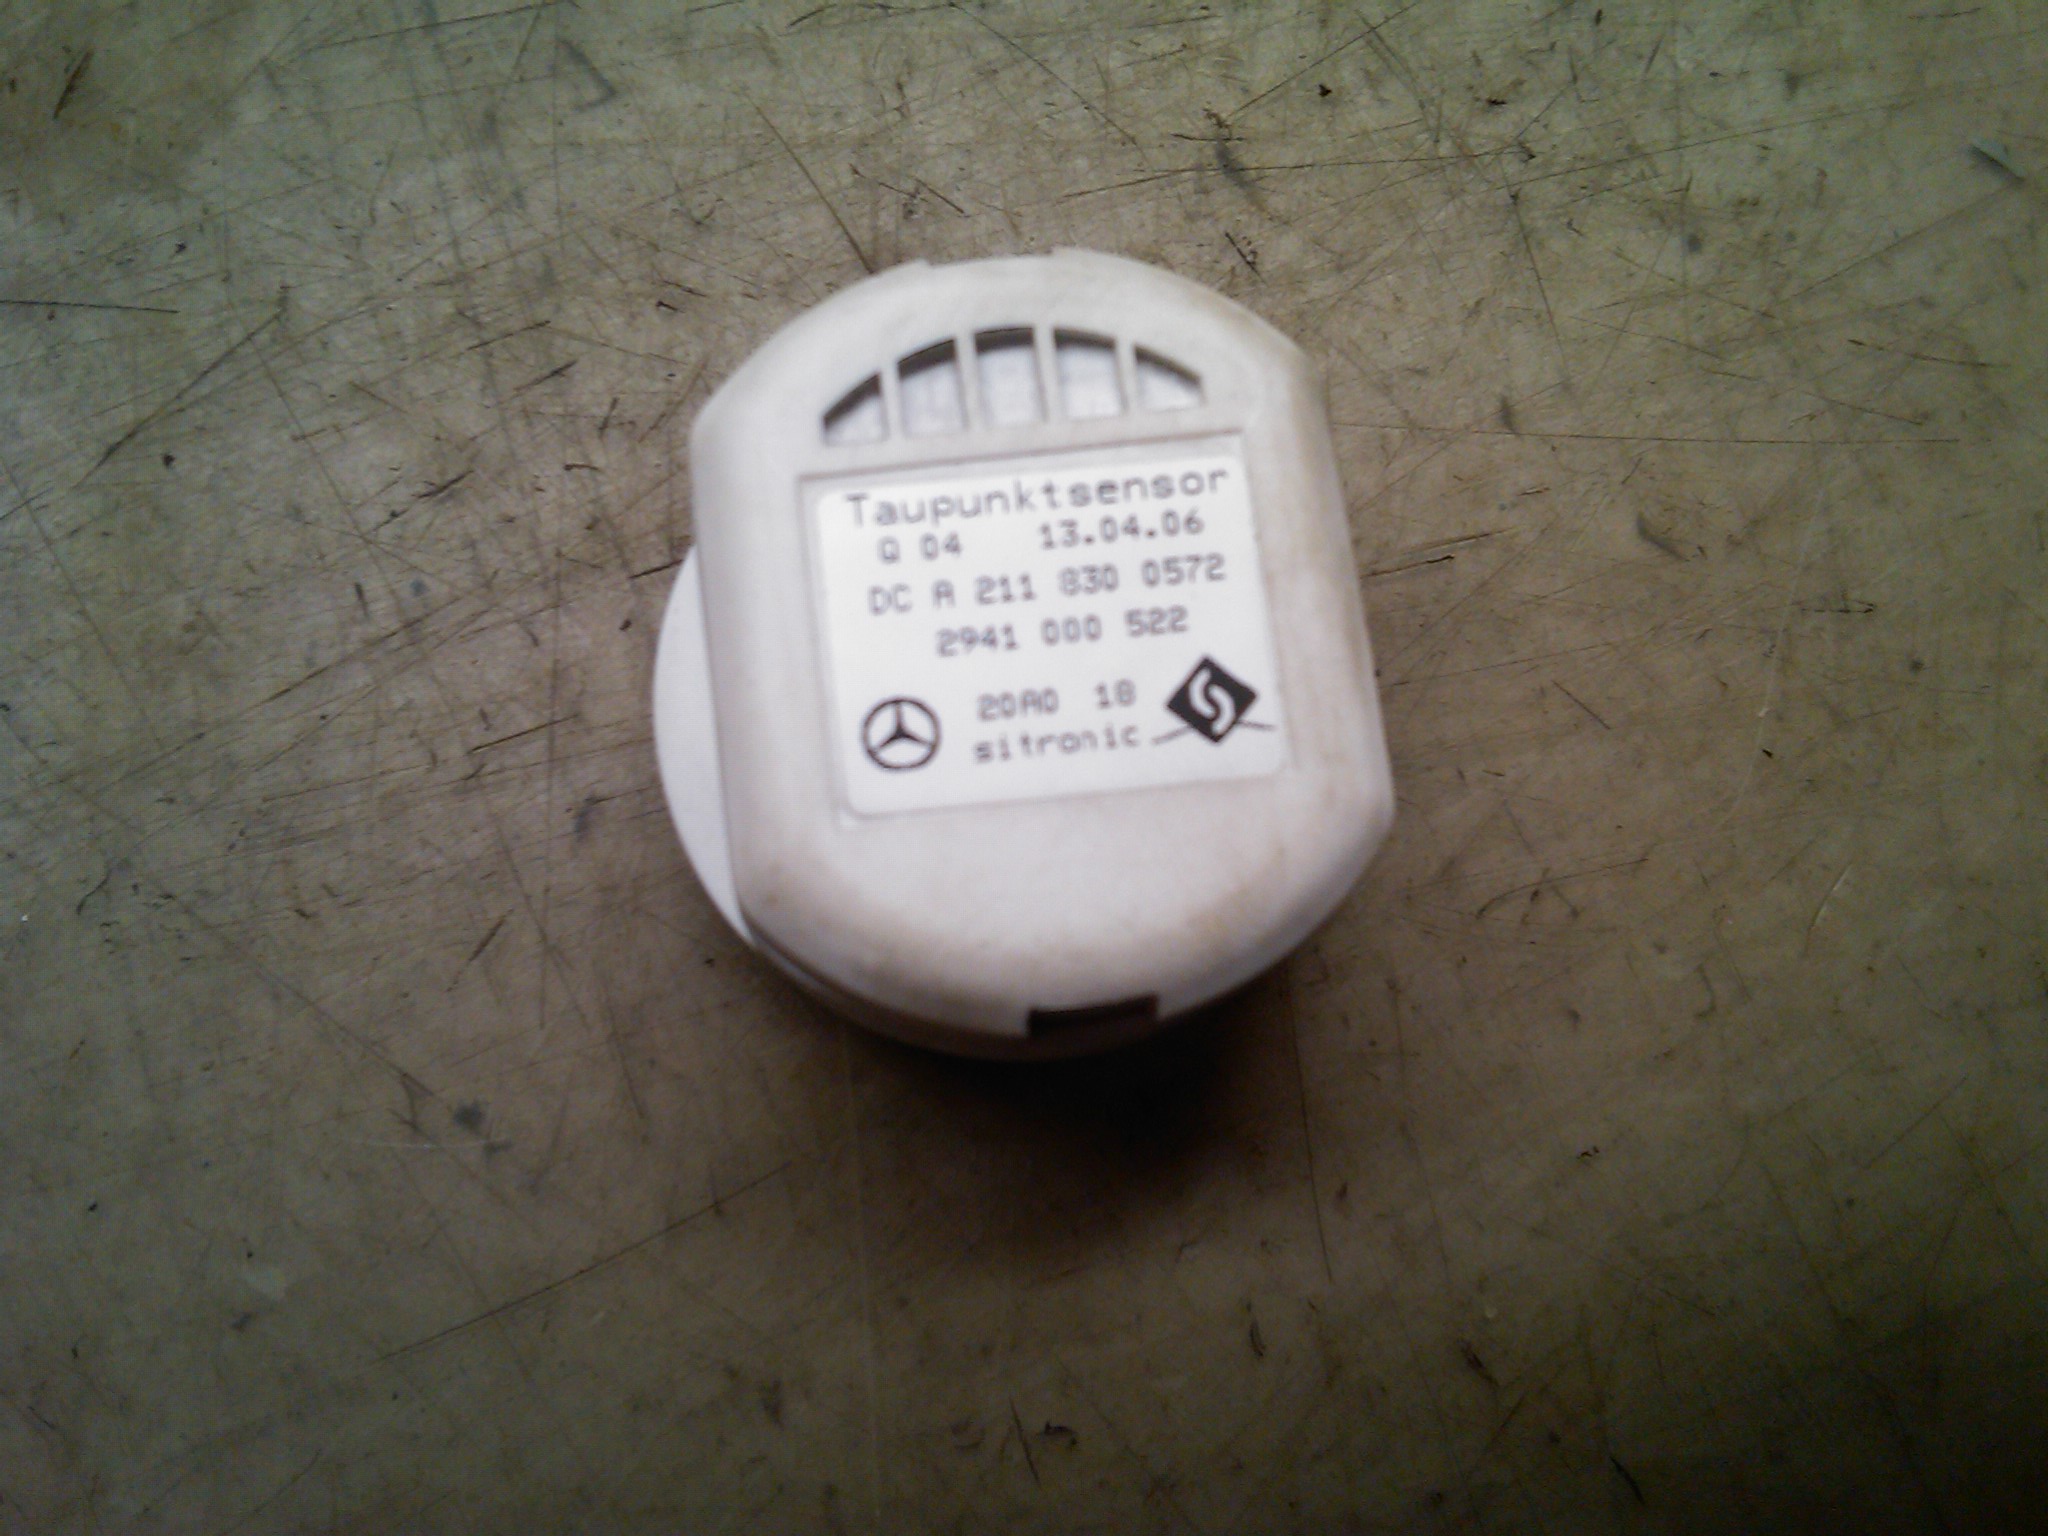 Taupunktsensor
Q 04 13.04.06
DC A 211 830 0572
2941 000 522
20A0 18
sitronic